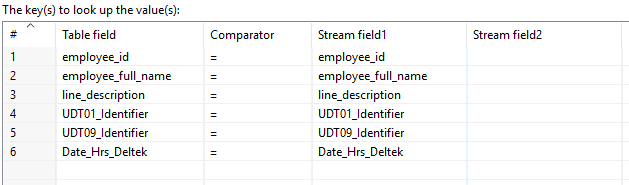 The key(s) to look up the value(s):
# Table field Comparator Stream field1 Stream field2
1 employee_id = employee_id
2 employee_full_name = employee_full_name
3 line_description = line_description
4 UDT01_Identifier = UDT01_Identifier
5 UDT09_Identifier = UDT09_Identifier
6 Date_Hrs_Deltek = Date_Hrs_Deltek